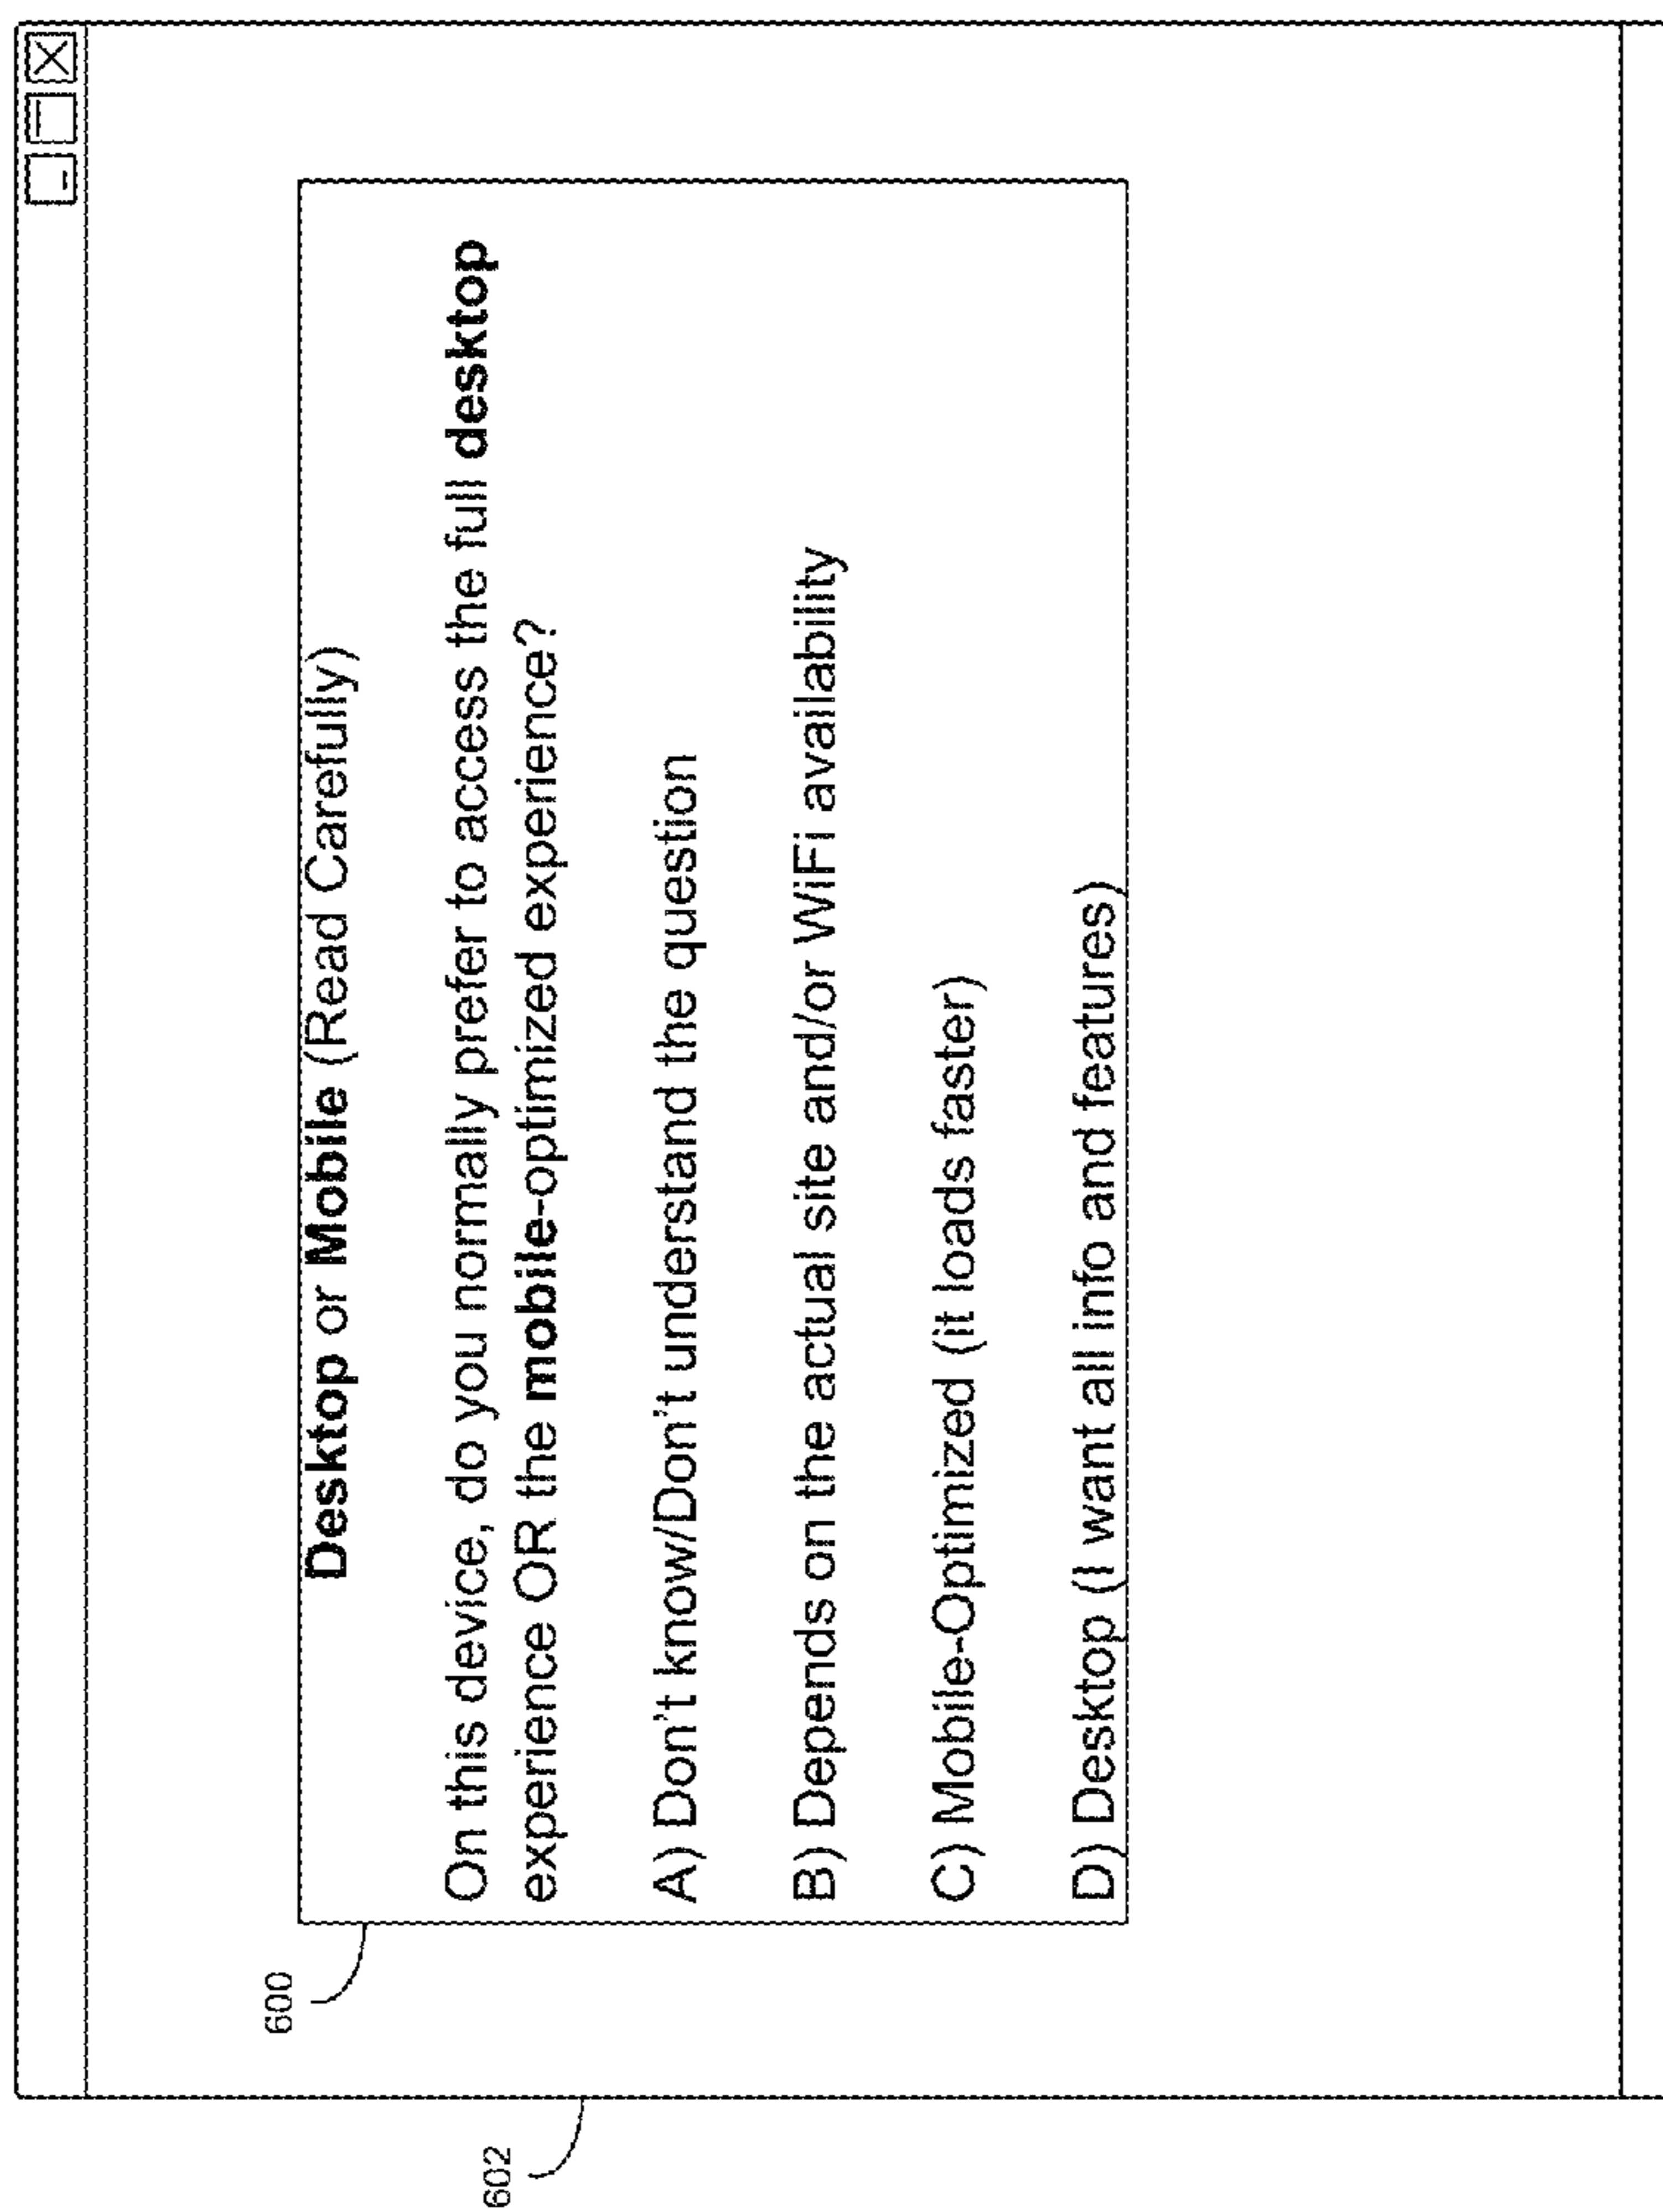 Desktop or Mobile (Read Carefully)
On this device, do you normally prefer to access the full desktop
experience OR the mobile-optimized experience?
A) Don't know/Don't understand the question
B) Depends on the actual site and/or WiFi availability
C) Mobile-Optimized (it loads faster)
D) Desktop (I want all info and features)
600
602